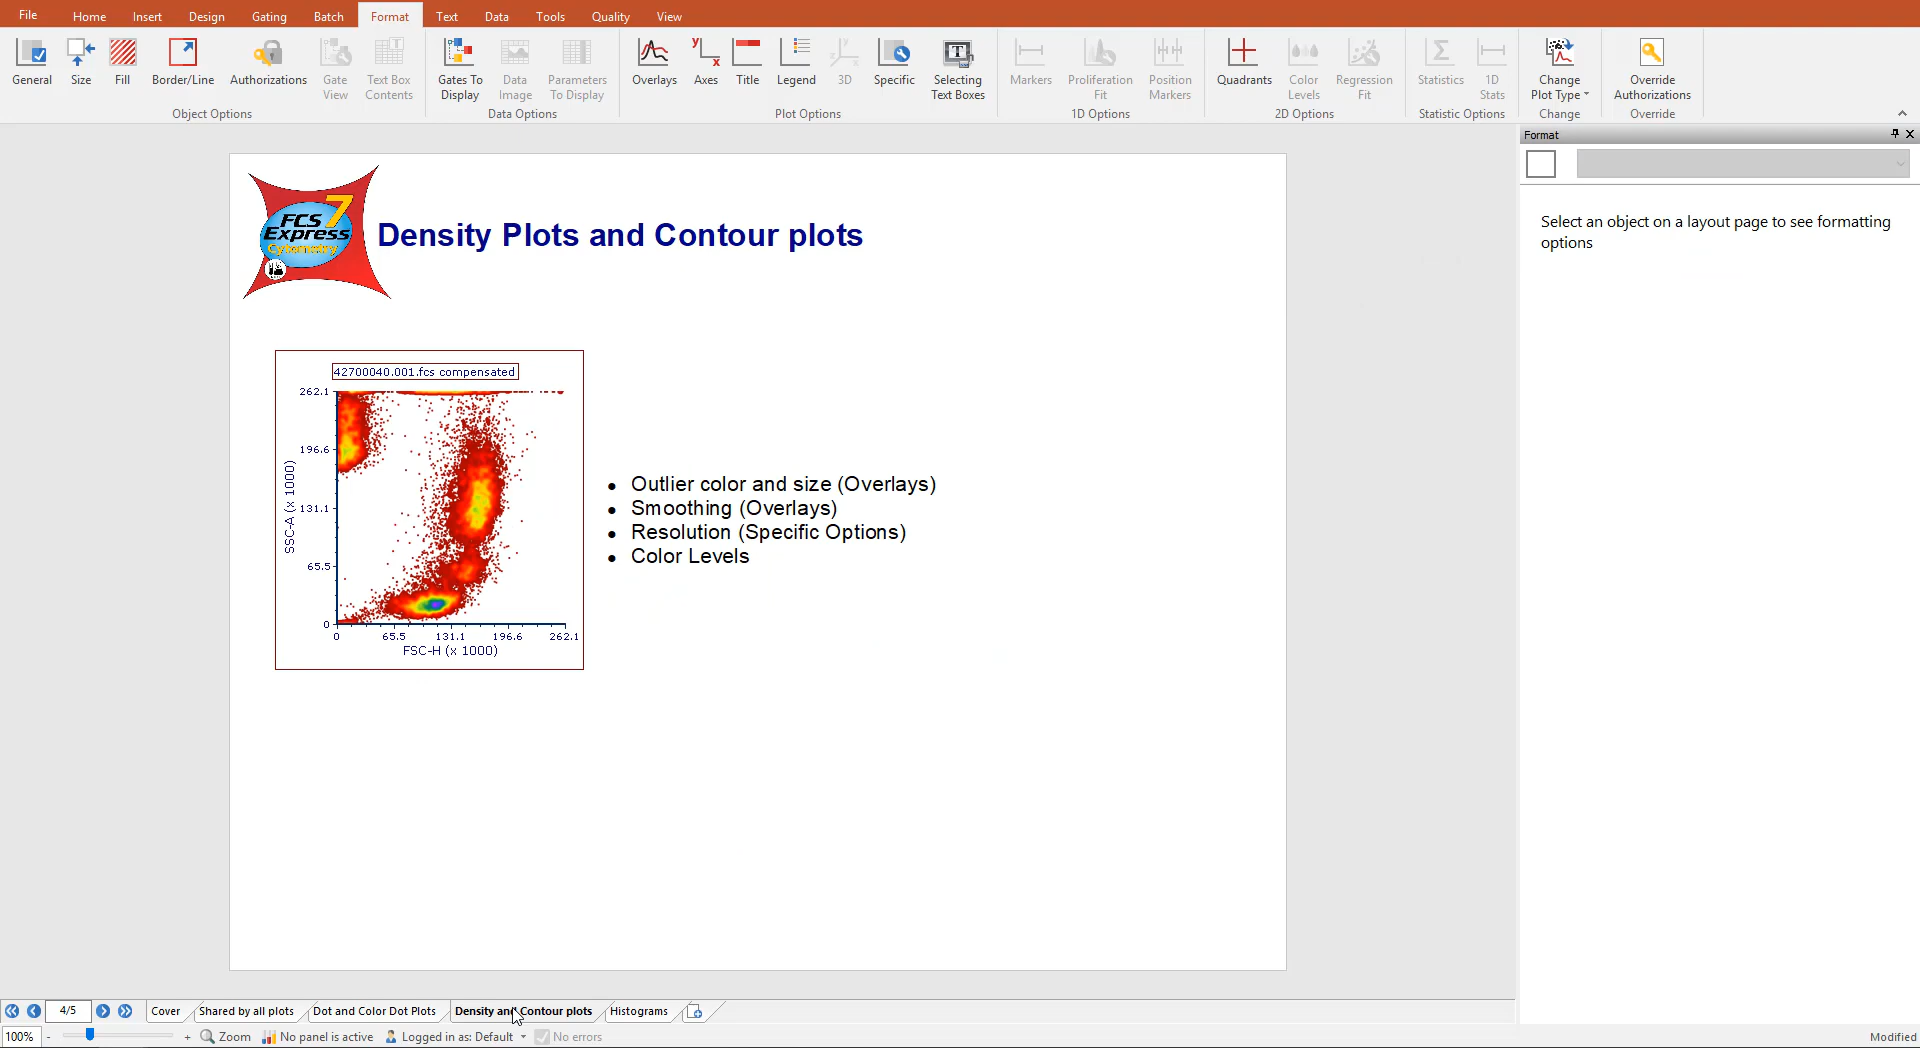 File Home Insert Design Gating Batch Format Text Data Tools Quality View
General Size Fill Border/Line Authorizations Gate View Text Box Contents
Object Options
Gates To Display Data Image Parameters To Display
Data Options
Overlays Axes Title Legend 3D Specific Selecting Text Boxes
Plot Options
Markers Proliferation Fit Position Markers
1D Options
Quadrants Color Levels Regression Fit
2D Options
Statistics 1D Stats
Statistic Options
Change Plot Type
Change
Override Authorizations
Override
Format
Select an object on a layout page to see formatting
options
FCS 7
Express
Cytometry
Density Plots and Contour plots
42700040.001.fcs compensated
262.1
196.6
131.1
65.5
0
SSC-A (x 1000)
0 65.5 131.1 196.6 262.1
FSC-H (x 1000)
• Outlier color and size (Overlays)
• Smoothing (Overlays)
• Resolution (Specific Options)
• Color Levels
4/5 Cover Shared by all plots Dot and Color Dot Plots Density and Contour plots Histograms
100% - + Zoom No panel is active Logged in as: Default No errors Modified